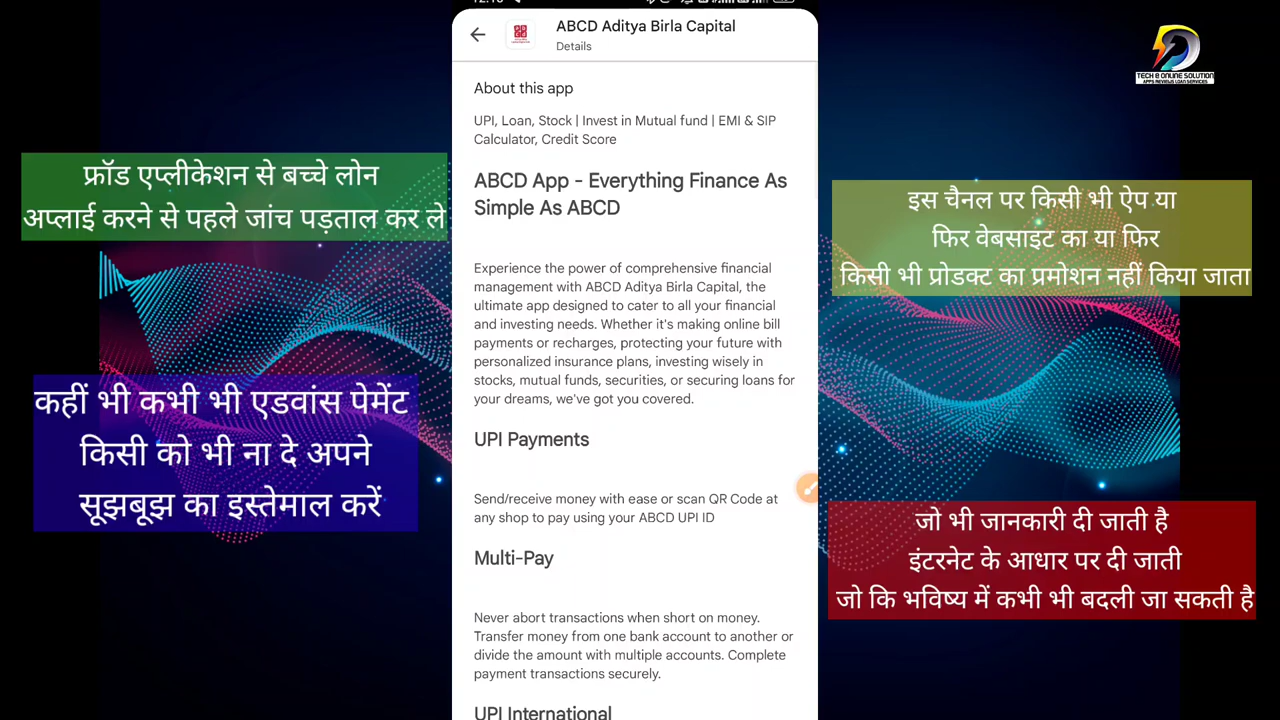 ABCD Aditya Birla Capital
Details
About this app
UPI, Loan, Stock | Invest in Mutual fund | EMI & SIP
Calculator, Credit Score
ABCD App - Everything Finance As
Simple As ABCD
Experience the power of comprehensive financial
management with ABCD Aditya Birla Capital, the
ultimate app designed to cater to all your financial
and investing needs. Whether it's making online bill
payments or recharges, protecting your future with
personalized insurance plans, investing wisely in
stocks, mutual funds, securities, or securing loans for
your dreams, we've got you covered.
UPI Payments
Send/receive money with ease or scan QR Code at
any shop to pay using your ABCD UPI ID
Multi-Pay
Never abort transactions when short on money.
Transfer money from one bank account to another or
divide the amount with multiple accounts. Complete
payment transactions securely.
UPI International
फ्रॉड एप्लीकेशन से बच्चे लोन
अप्लाई करने से पहले जांच पड़ताल कर ले
कहीं भी कभी भी एडवांस पेमेंट
किसी को भी ना दे अपने
सूझबूझ का इस्तेमाल करें
TECH E ONLINE SOLUTION
APPS REVIEWS LOAN SERVICES
इस चैनल पर किसी भी ऐप या
फिर वेबसाइट का या फिर
किसी भी प्रोडक्ट का प्रमोशन नहीं किया जाता
जो भी जानकारी दी जाती है
इंटरनेट के आधार पर दी जाती
जो कि भविष्य में कभी भी बदली जा सकती है